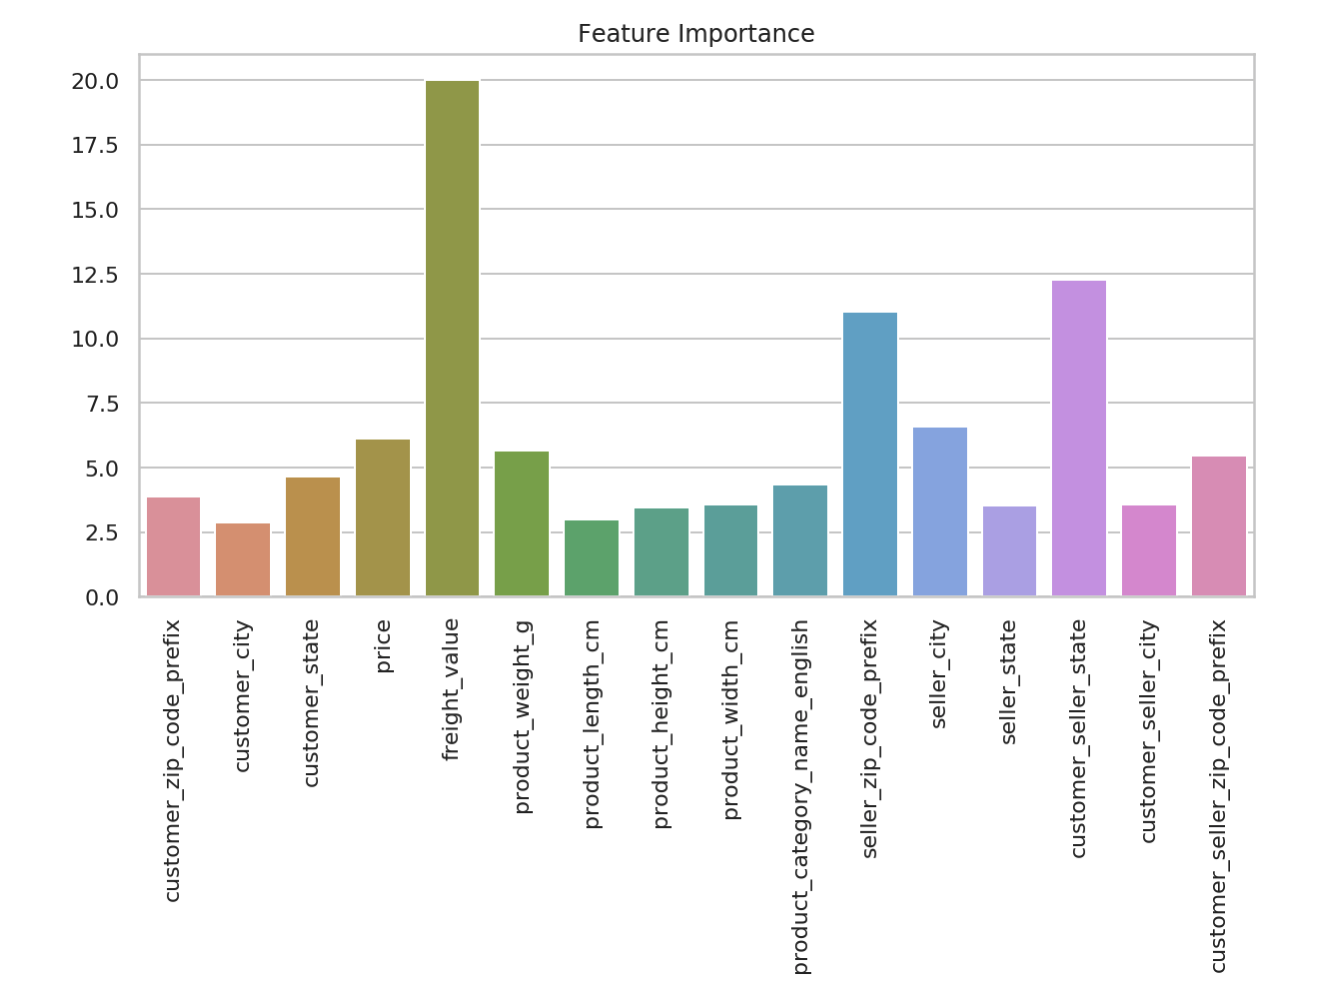 Feature Importance
20.0
17.5
15.0
12.5
10.0
7.5
5.0
2.5
0.0
customer_zip_code_prefix
customer_city
customer_state
price
freight_value
product_weight_g
product_length_cm
product_height_cm
product_width_cm
product_category_name_english
seller_zip_code_prefix
seller_city
seller_state
customer_seller_state
customer_seller_city
customer_seller_zip_code_prefix